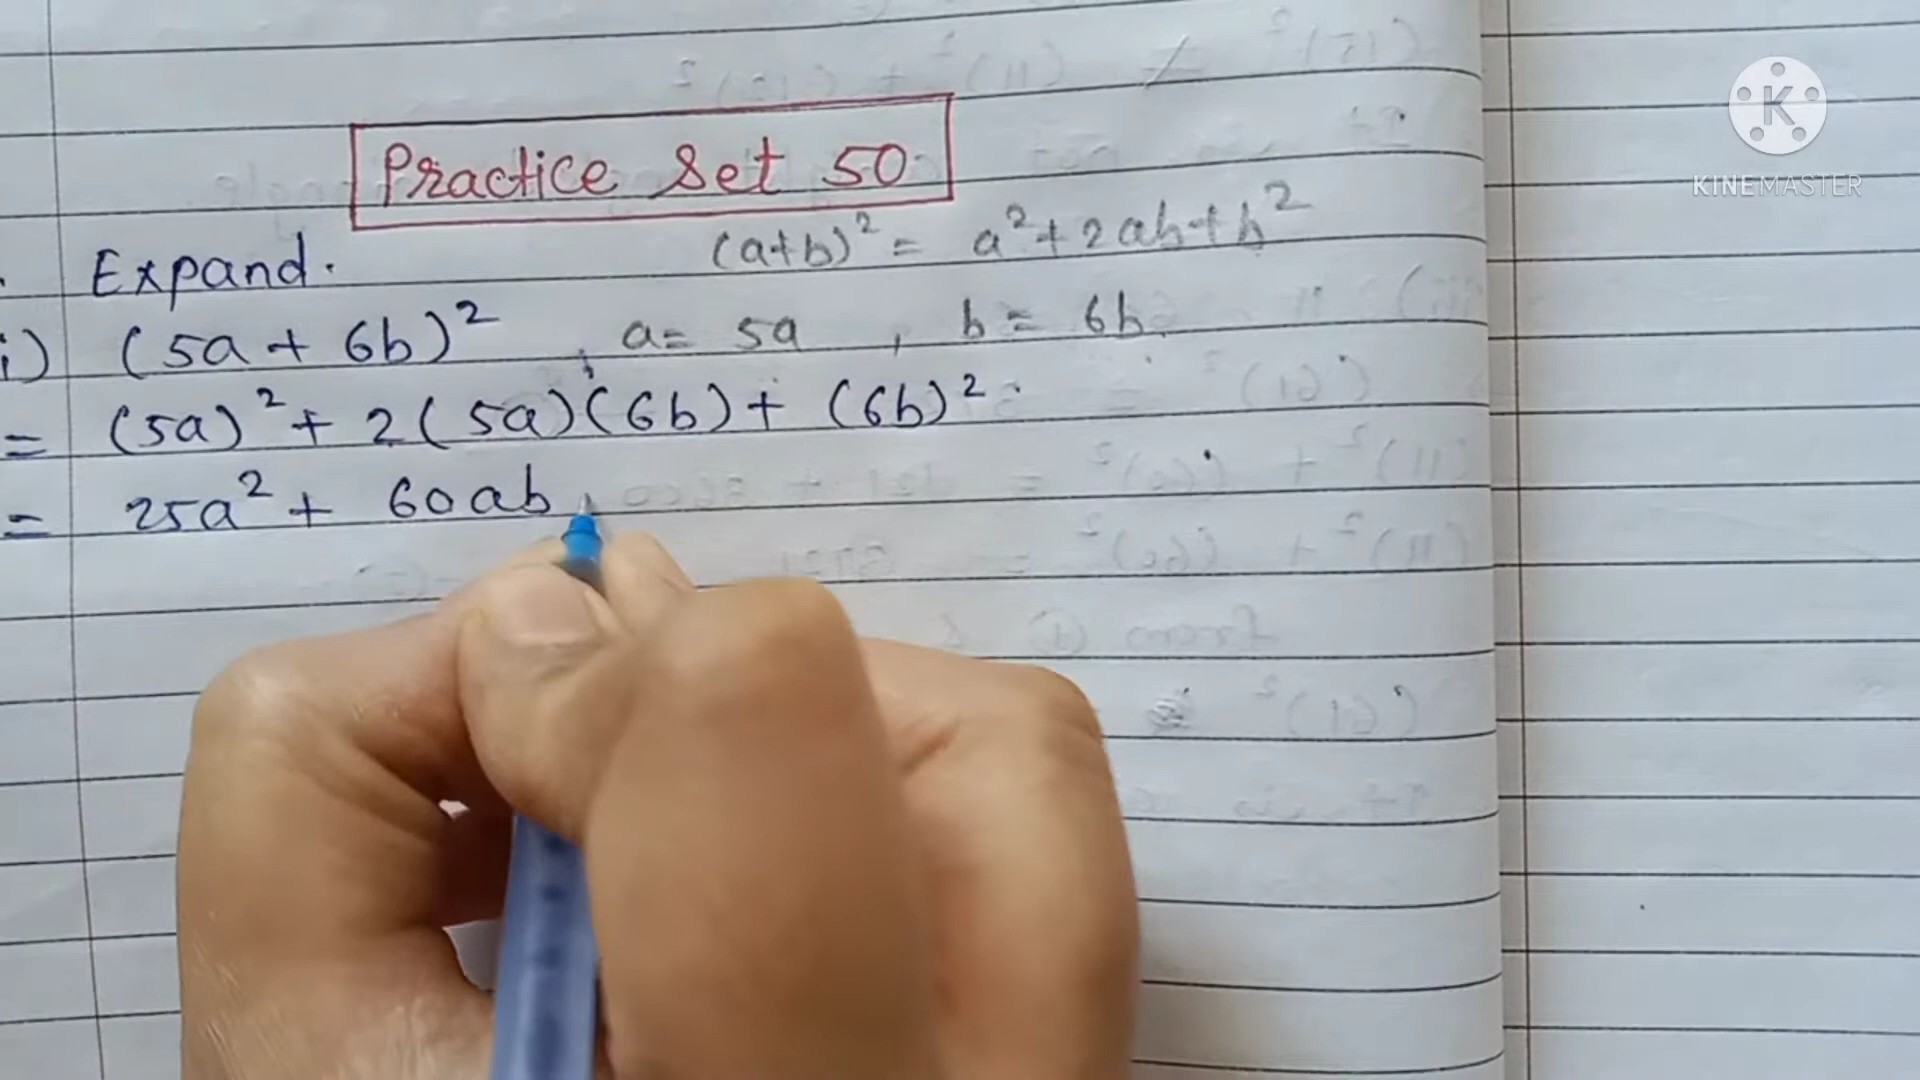 Practice Set 50
KINEMASTER
(a+b)² = a²+2ab+b²
Expand.
i) (5a + 6b)² , a= 5a , b= 6b
= (5a)² + 2(5a)(6b) + (6b)²
= 25a² + 60ab